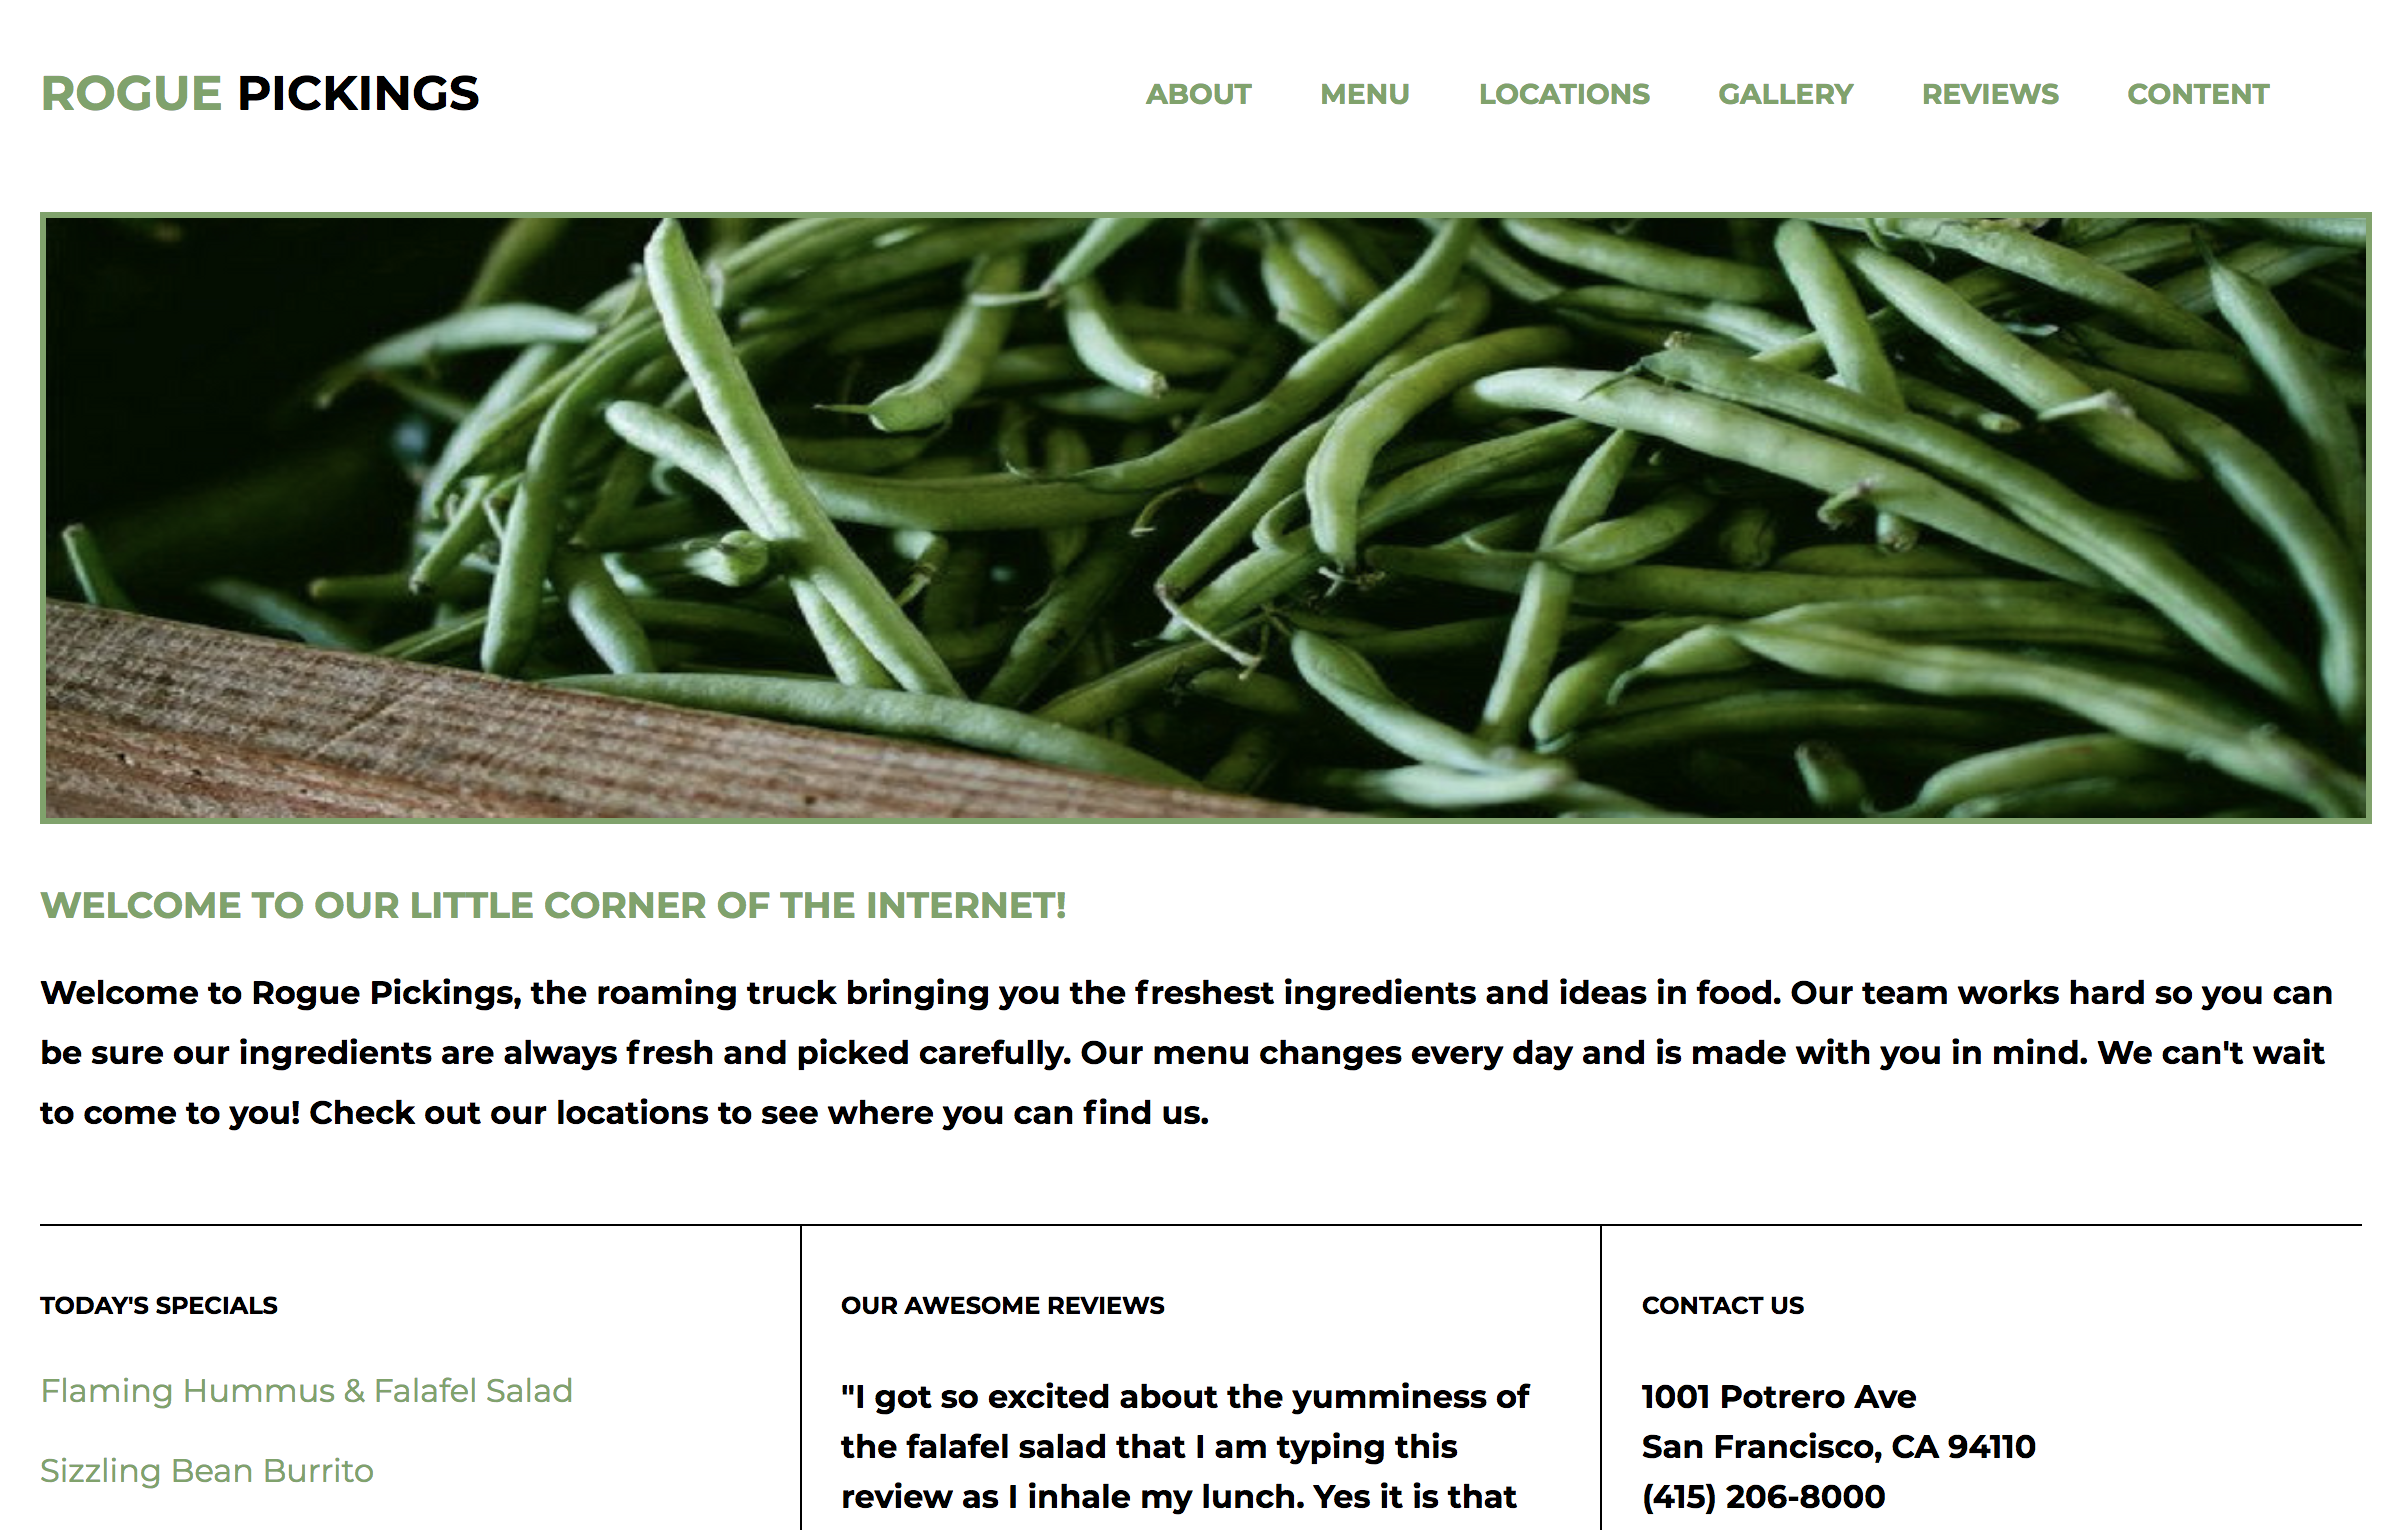 ROGUE PICKINGS
ABOUT MENU LOCATIONS GALLERY REVIEWS CONTENT
WELCOME TO OUR LITTLE CORNER OF THE INTERNET!
Welcome to Rogue Pickings, the roaming truck bringing you the freshest ingredients and ideas in food. Our team works hard so you can
be sure our ingredients are always fresh and picked carefully. Our menu changes every day and is made with you in mind. We can't wait
to come to you! Check out our locations to see where you can find us.
TODAY'S SPECIALS
Flaming Hummus & Falafel Salad
Sizzling Bean Burrito
OUR AWESOME REVIEWS
"I got so excited about the yumminess of
the falafel salad that I am typing this
review as I inhale my lunch. Yes it is that
CONTACT US
1001 Potrero Ave
San Francisco, CA 94110
(415) 206-8000